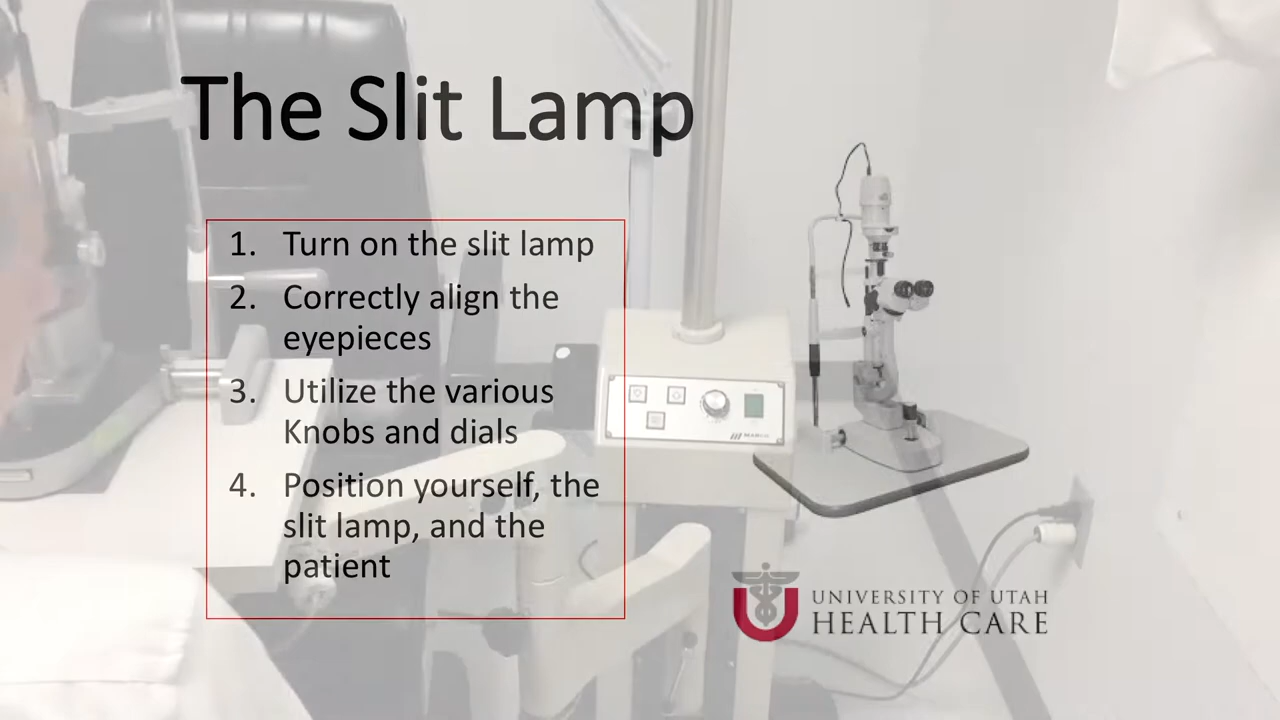 The Slit Lamp
1. Turn on the slit lamp
2. Correctly align the
eyepieces
3. Utilize the various
Knobs and dials
4. Position yourself, the
slit lamp, and the
patient
MARCO
UNIVERSITY OF UTAH
HEALTH CARE